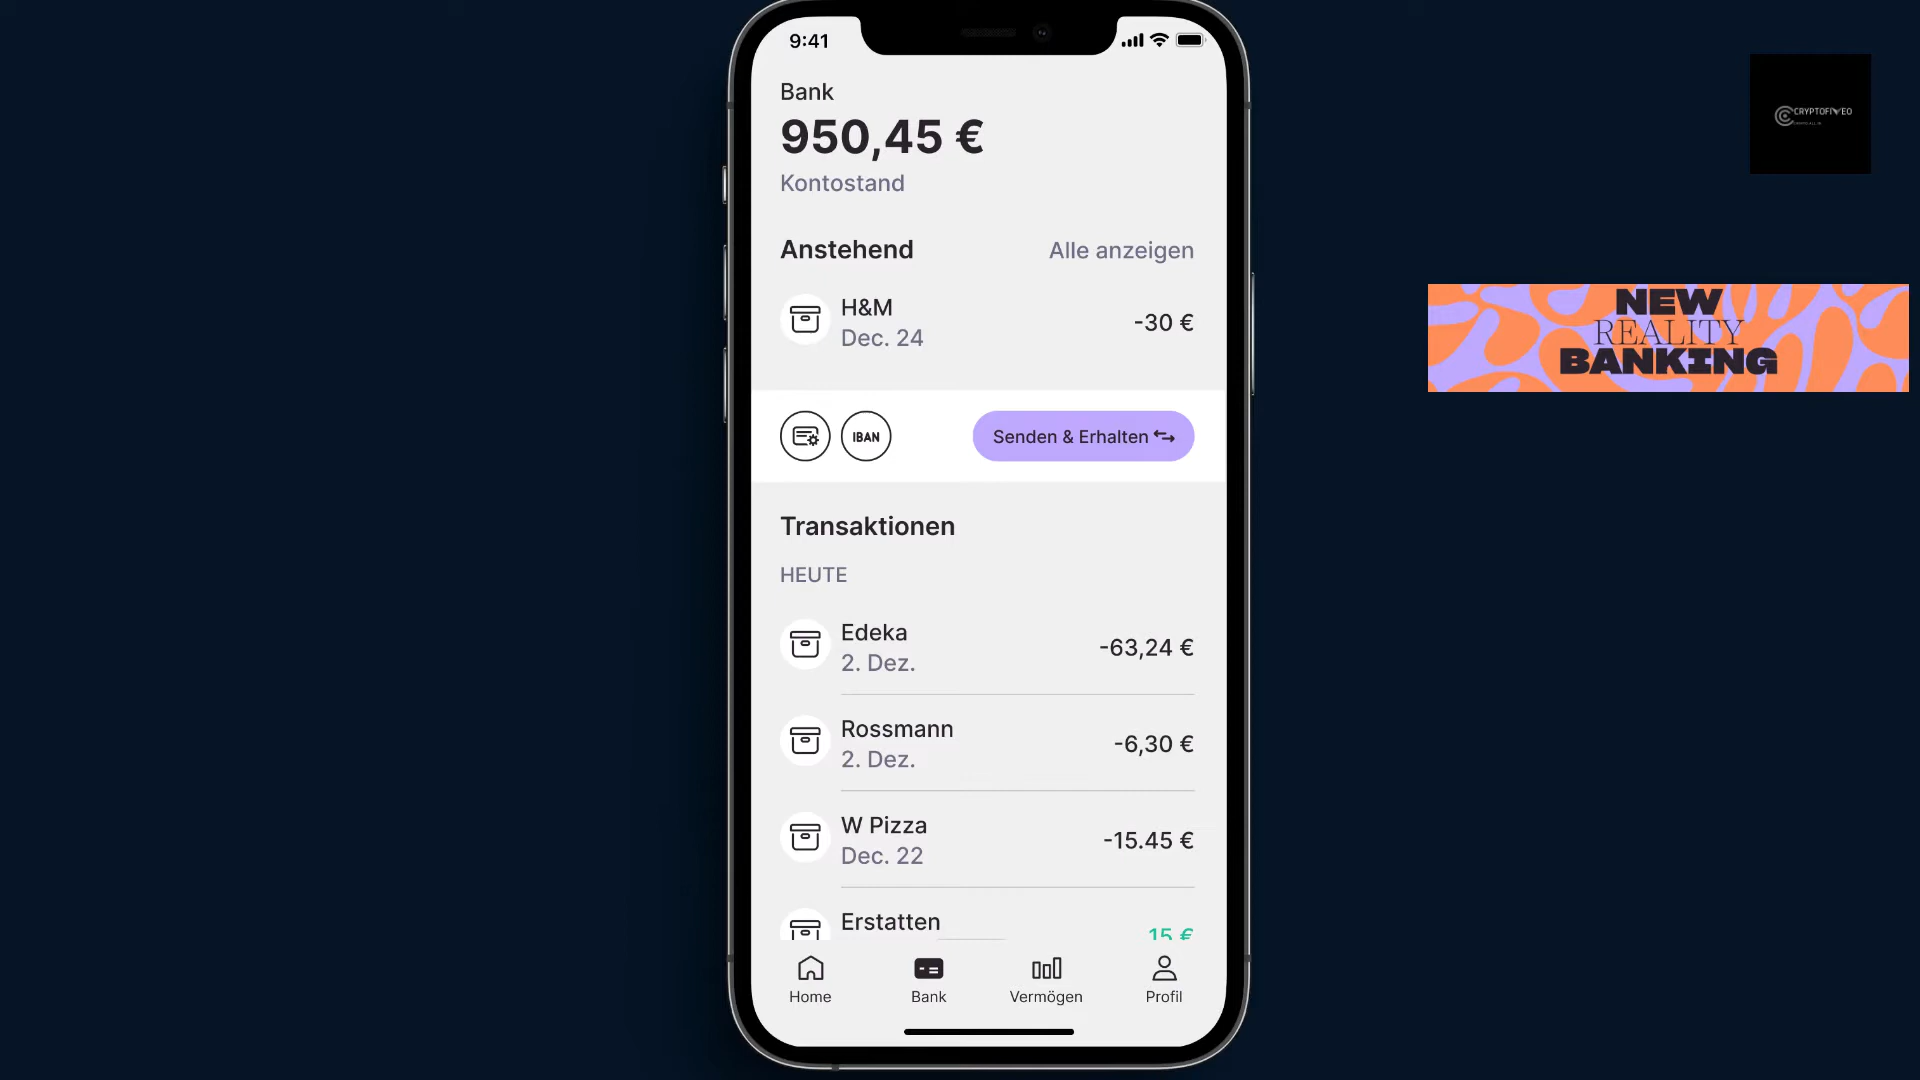 9:41
Bank
950,45 €
Kontostand
Anstehend
Alle anzeigen
H&M
Dec. 24
-30 €
IBAN
Senden & Erhalten
Transaktionen
HEUTE
Edeka
2. Dez.
-63,24 €
Rossmann
2. Dez.
-6,30 €
W Pizza
Dec. 22
-15.45 €
Erstatten
15 €
Home
Bank
Vermögen
Profil
NEW
REALITY
BANKING